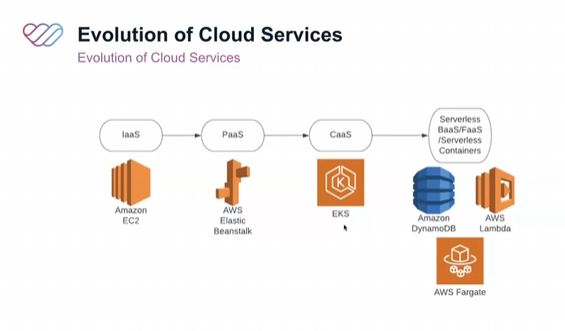 Evolution of Cloud Services
Evolution of Cloud Services
IaaS
PaaS
CaaS
Serverless
BaaS/FaaS
/Serverless
Containers
Amazon
EC2
AWS
Elastic
Beanstalk
EKS
Amazon
DynamoDB
AWS
Lambda
AWS Fargate